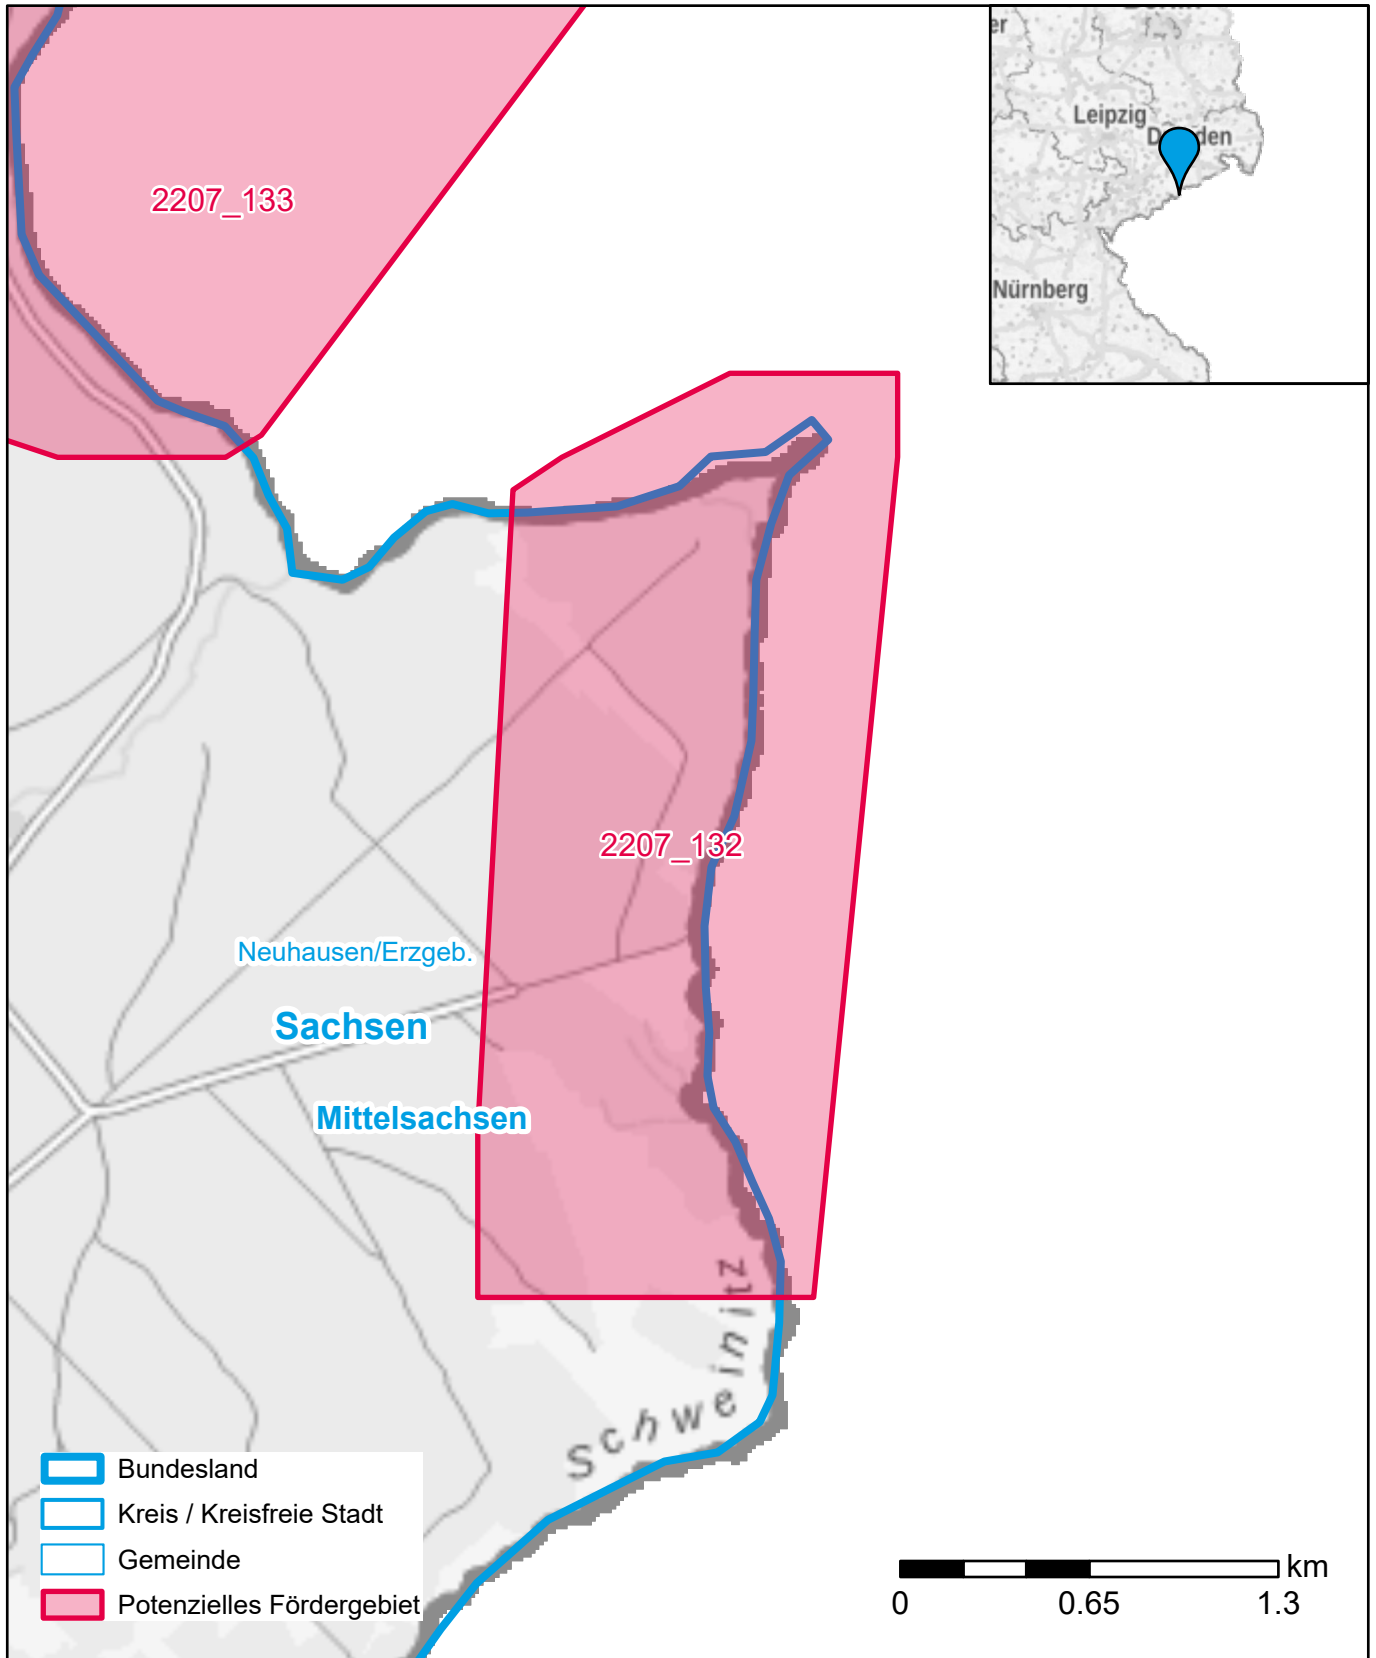 Leipzig
Nürnberg
2207_133
2207_132
Neuhausen/Erzgeb.
Sachsen
Mittelsachsen
Schweinitz
Bundesland
Kreis / Kreisfreie Stadt
Gemeinde
Potenzielles Fördergebiet
km
0 0.65 1.3